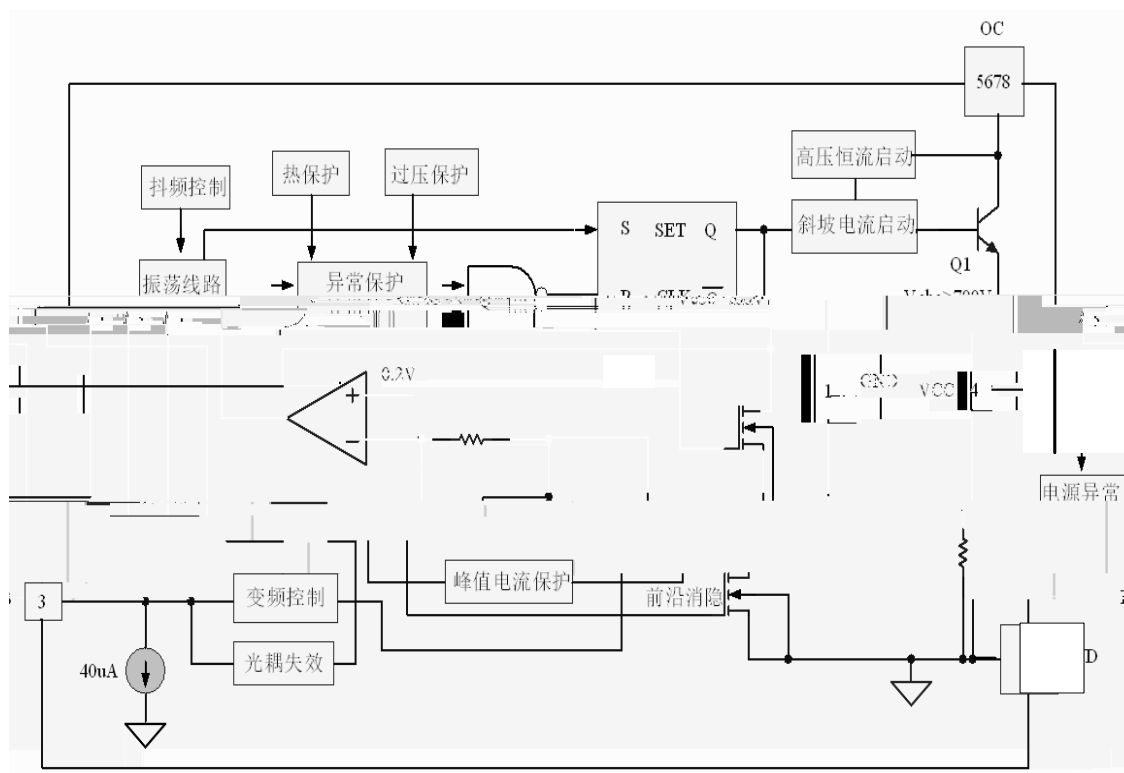 OC
5678
高压恒流启动
热保护
过压保护
抖频控制
斜坡电流启动
S SET Q
Q1
振荡线路
异常保护
0.2V
GND
VCC 4
电源异常
峰值电流保护
前沿消隐
3
变频控制
光耦失效
40uA
D